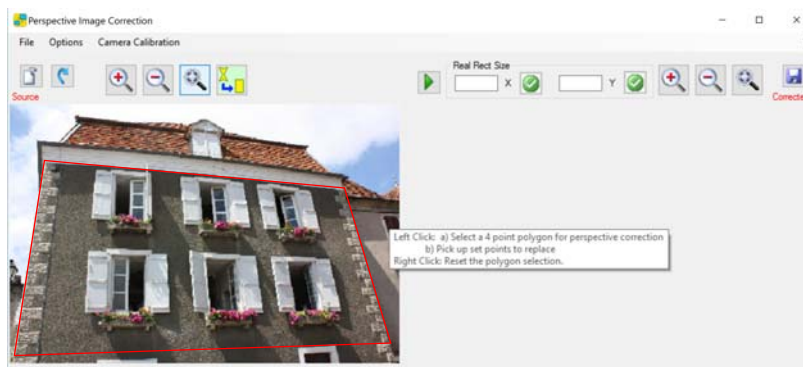 Perspective Image Correction
File Options Camera Calibration
Real Rect Size
X Y
Source
Correcte
Left Click: a) Select a 4 point polygon for perspective correction
b) Pick up set points to replace
Right Click: Reset the polygon selection.